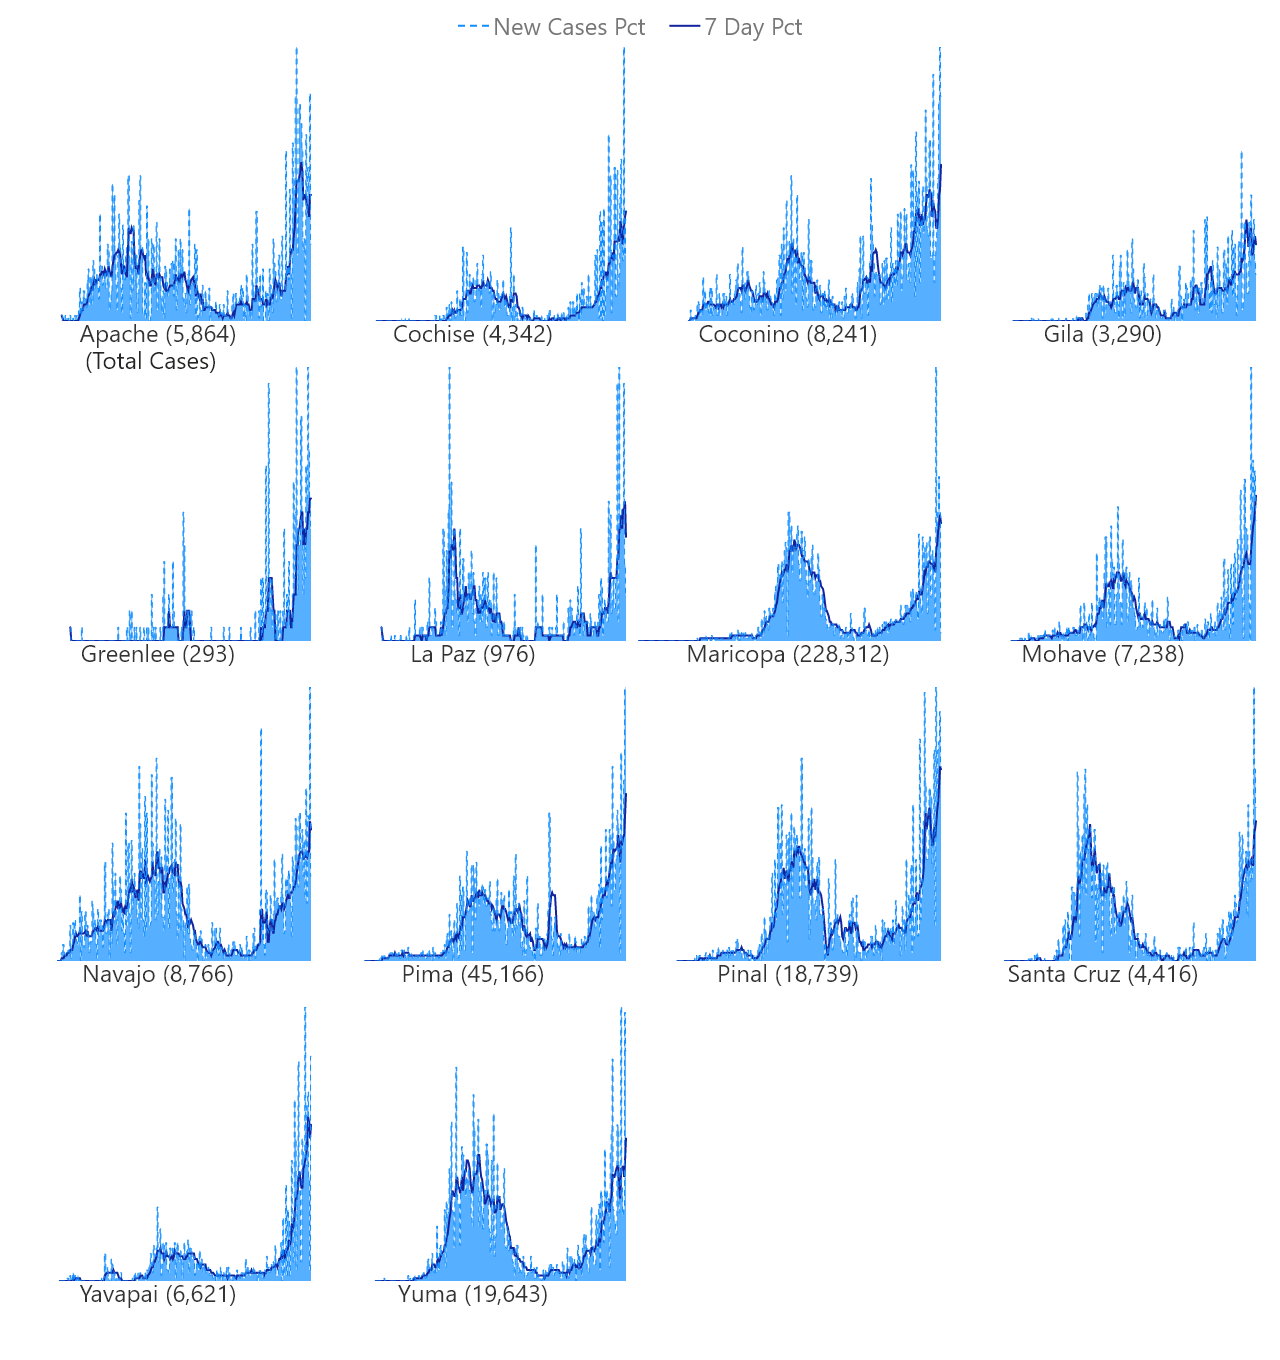 New Cases Pct 7 Day Pct
Apache (5,864) Cochise (4,342) Coconino (8,241) Gila (3,290)
(Total Cases)
Greenlee (293) La Paz (976) Maricopa (228,312) Mohave (7,238)
Navajo (8,766) Pima (45,166) Pinal (18,739) Santa Cruz (4,416)
Yavapai (6,621) Yuma (19,643)